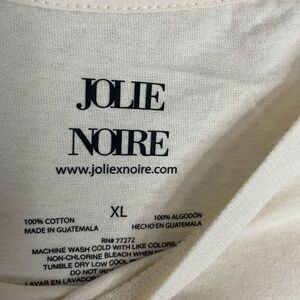 JOLIE
NOIRE
www.joliexnoire.com
XL
100% COTTON 100% ALGODÓN
MADE IN GUATEMALA HECHO EN GUATEMALA
RN# 77272
MACHINE WASH COLD WITH LIKE COLORS,
NON-CHLORINE BLEACH WHEN
TUMBLE DRY LOW COOL
DO NOT
LAVAR EN LAVADORA